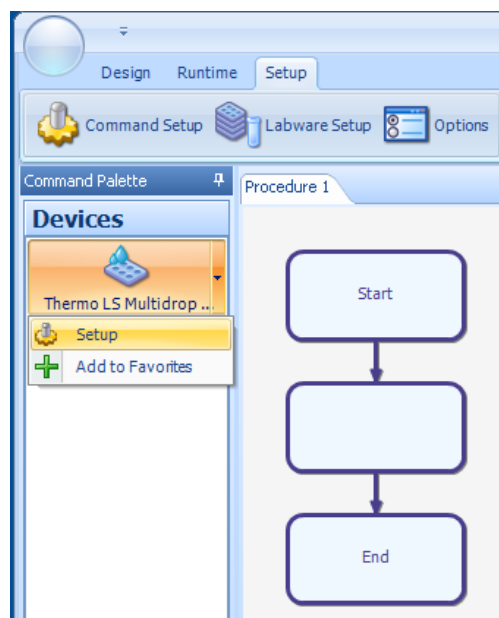 Design Runtime Setup
Command Setup Labware Setup Options
Command Palette
Procedure 1
Devices
Thermo LS Multidrop ...
Setup
Add to Favorites
Start
End